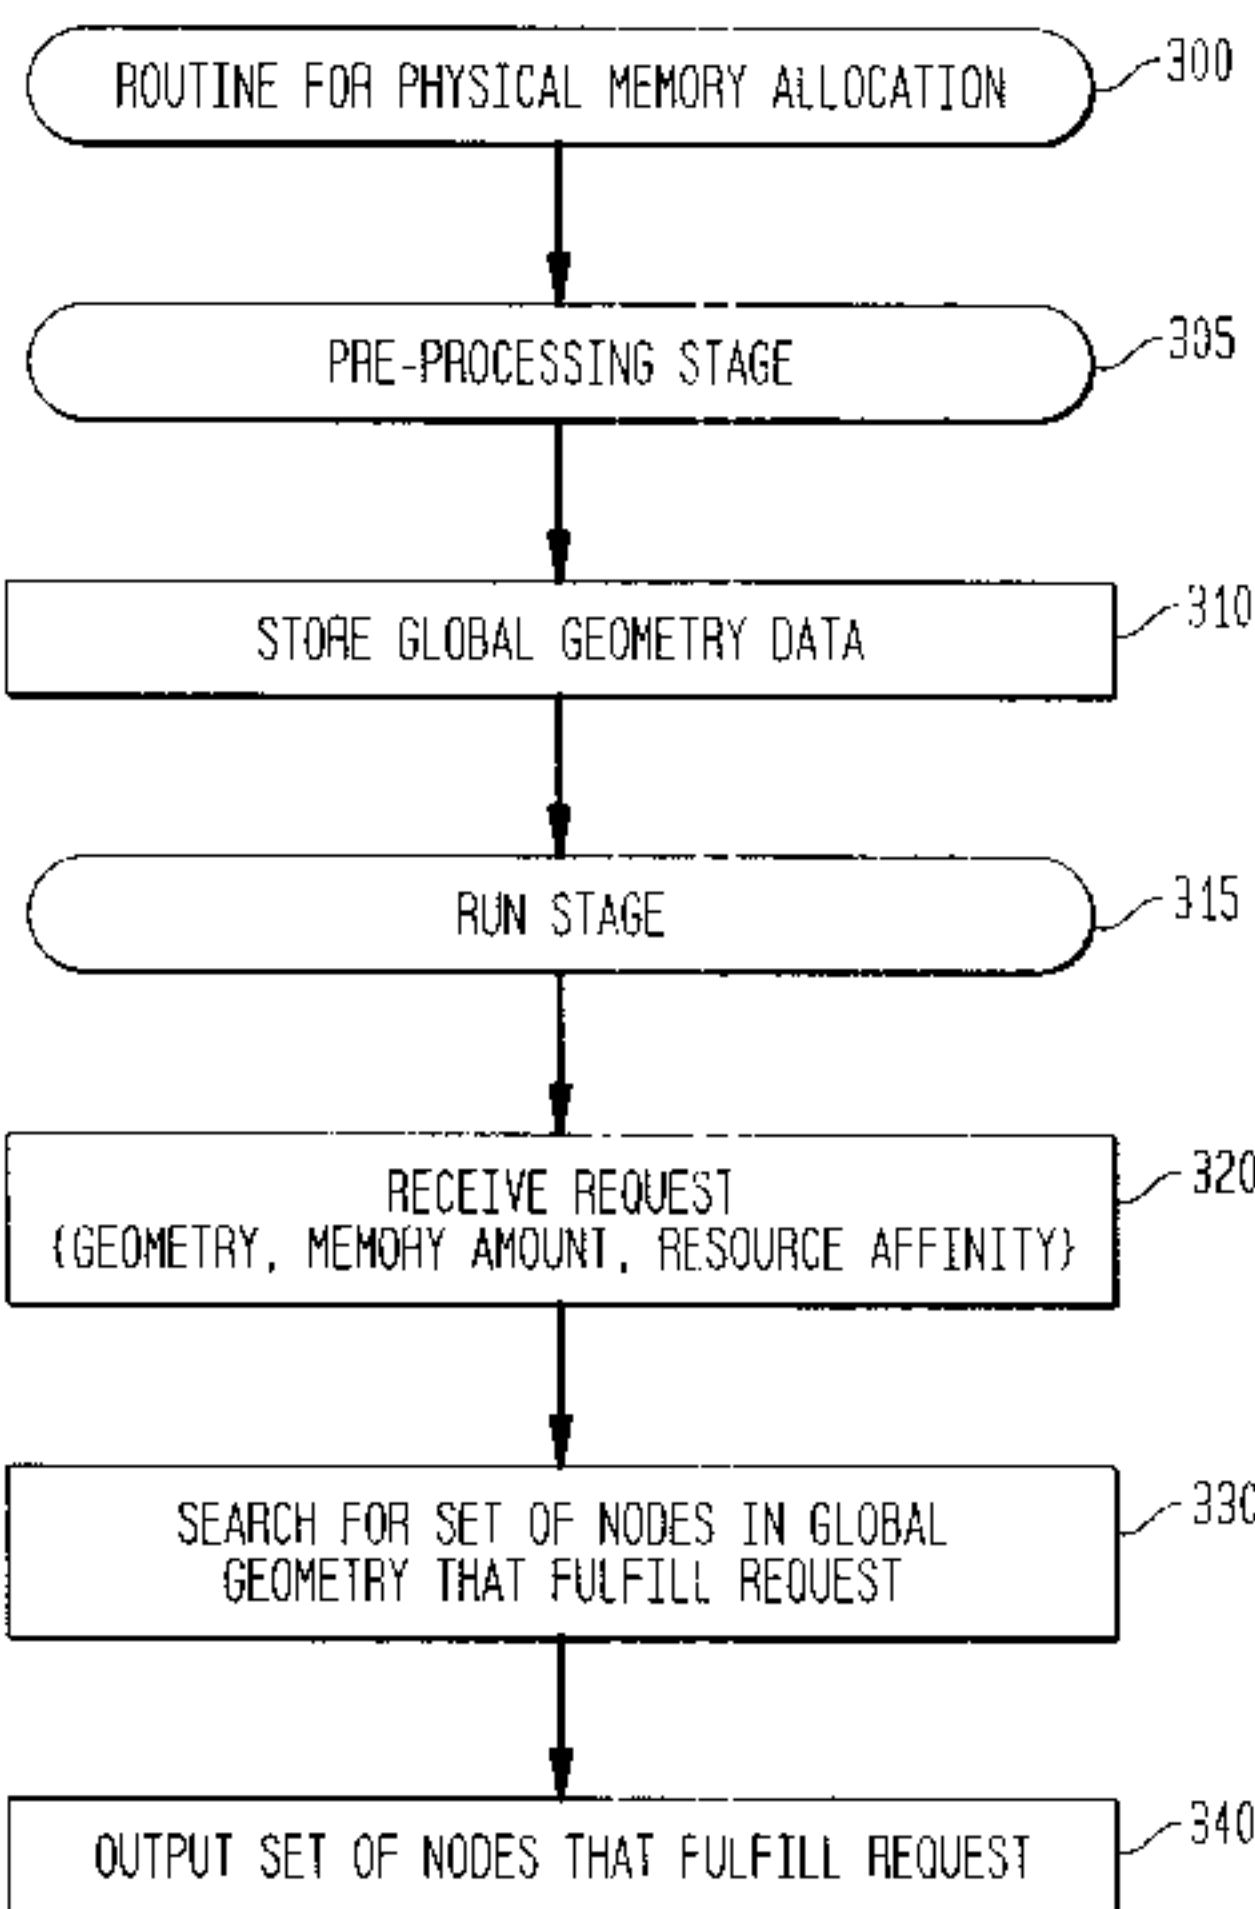 ROUTINE FOR PHYSICAL MEMORY ALLOCATION
300
PRE-PROCESSING STAGE
305
STORE GLOBAL GEOMETRY DATA
310
RUN STAGE
315
RECEIVE REQUEST
320
{GEOMETRY, MEMORY AMOUNT, RESOURCE AFFINITY}
SEARCH FOR SET OF NODES IN GLOBAL
330
GEOMETRY THAT FULFILL REQUEST
OUTPUT SET OF NODES THAT FULFILL REQUEST
340